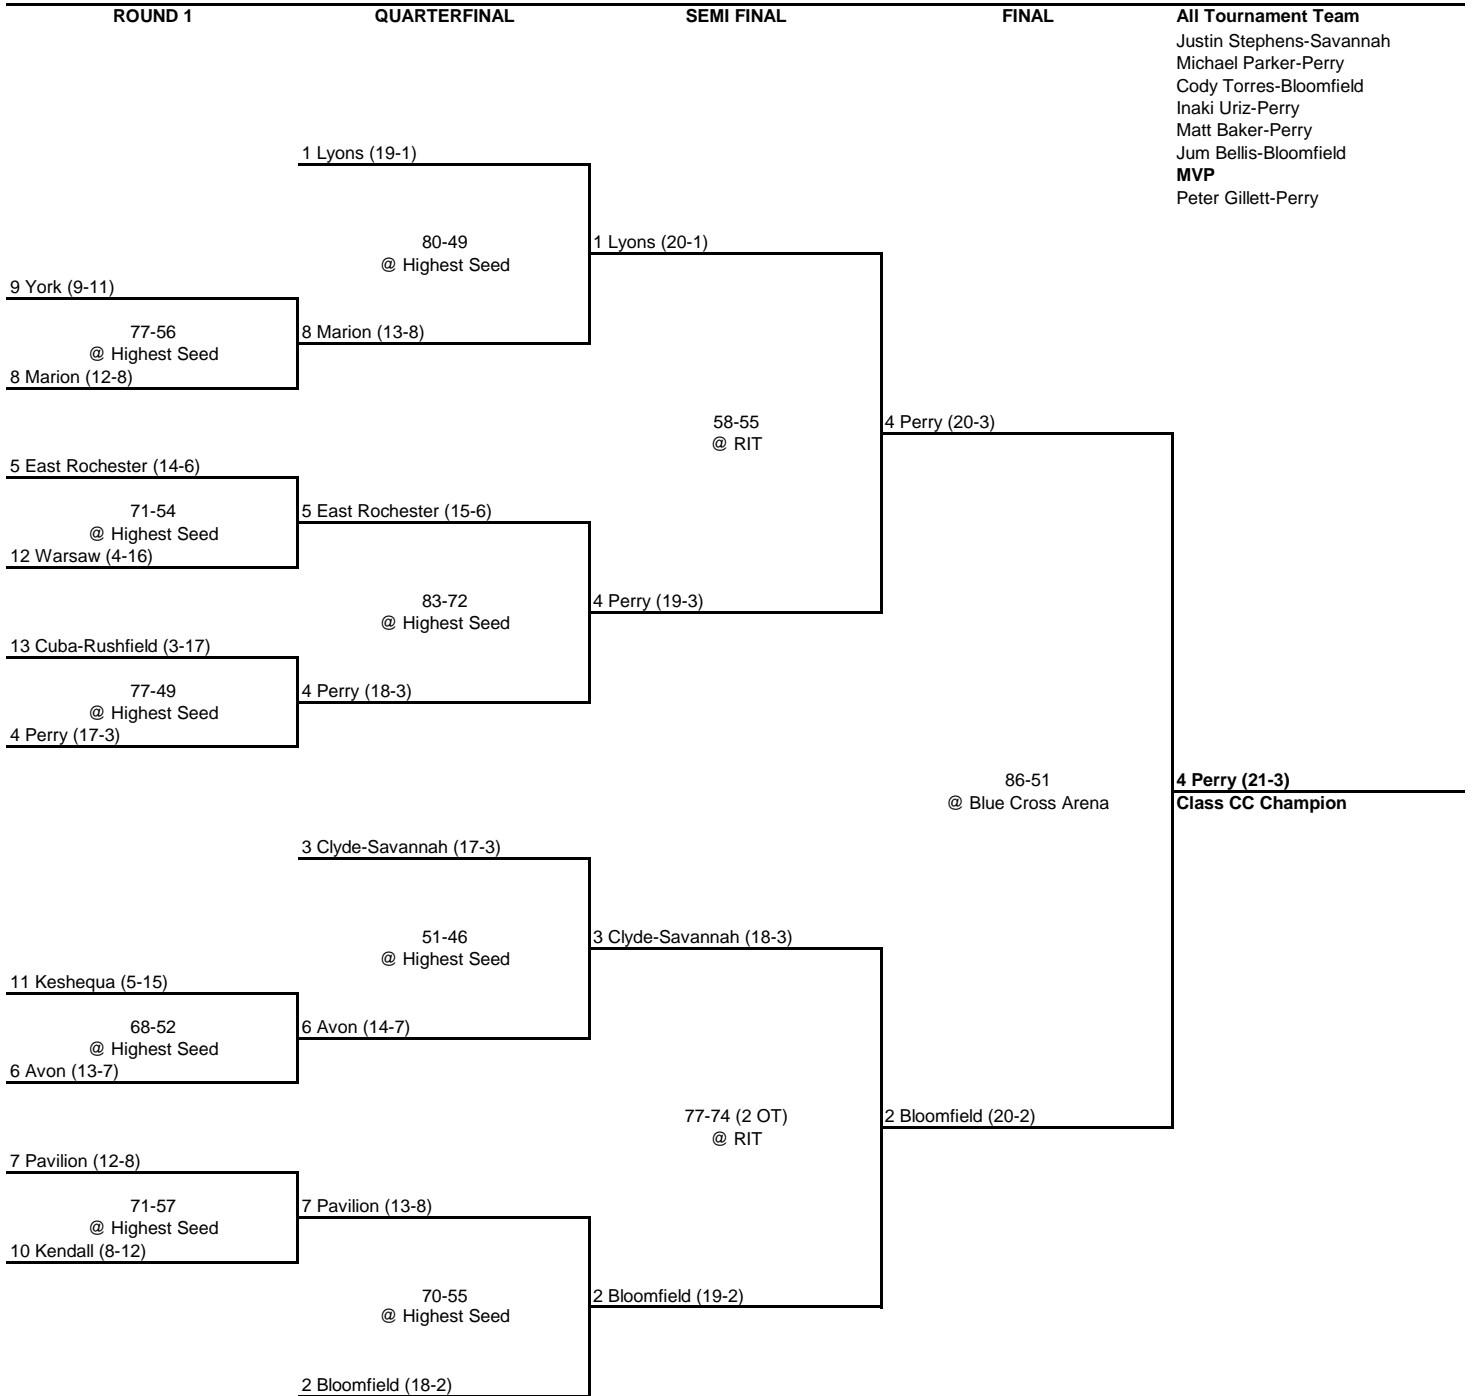 ROUND 1 QUARTERFINAL SEMI FINAL FINAL All Tournament Team
Justin Stephens-Savannah
Michael Parker-Perry
Cody Torres-Bloomfield
Inaki Uriz-Perry
Matt Baker-Perry
Jum Bellis-Bloomfield
MVP
Peter Gillett-Perry
1 Lyons (19-1)
80-49
@ Highest Seed
1 Lyons (20-1)
9 York (9-11)
77-56
@ Highest Seed
8 Marion (13-8)
8 Marion (12-8)
58-55
@ RIT
4 Perry (20-3)
5 East Rochester (14-6)
71-54
@ Highest Seed
5 East Rochester (15-6)
12 Warsaw (4-16)
83-72
@ Highest Seed
4 Perry (19-3)
13 Cuba-Rushfield (3-17)
77-49
@ Highest Seed
4 Perry (18-3)
4 Perry (17-3)
86-51
@ Blue Cross Arena
4 Perry (21-3)
Class CC Champion
3 Clyde-Savannah (17-3)
51-46
@ Highest Seed
3 Clyde-Savannah (18-3)
11 Keshequa (5-15)
68-52
@ Highest Seed
6 Avon (14-7)
6 Avon (13-7)
77-74 (2 OT)
@ RIT
2 Bloomfield (20-2)
7 Pavilion (12-8)
71-57
@ Highest Seed
7 Pavilion (13-8)
10 Kendall (8-12)
70-55
@ Highest Seed
2 Bloomfield (19-2)
2 Bloomfield (18-2)